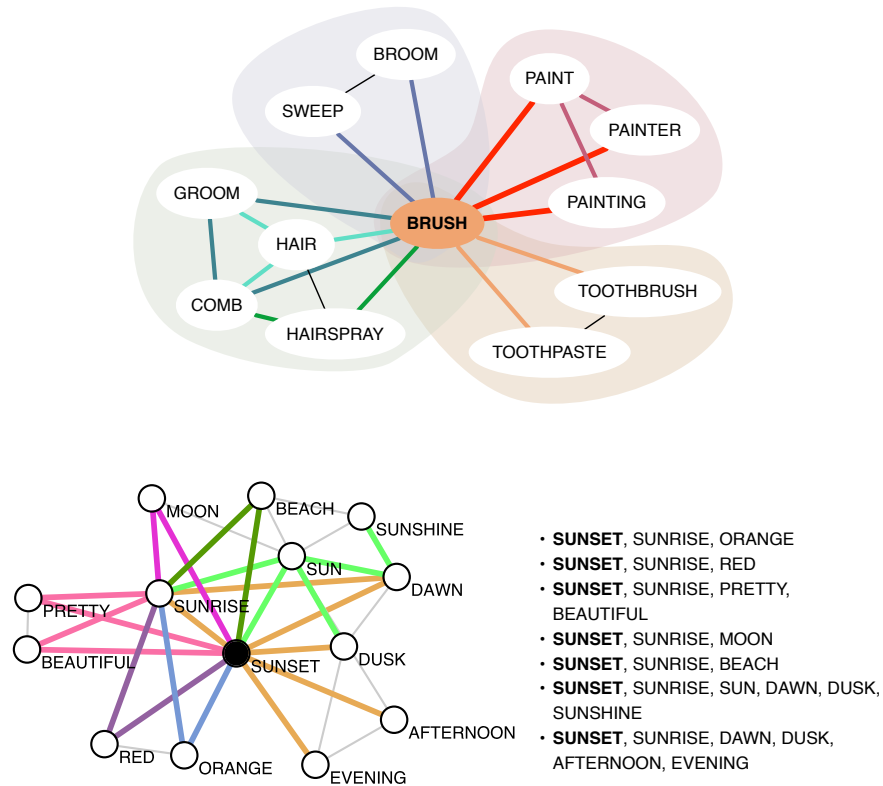 BROOM
PAINT
SWEEP
PAINTER
GROOM
PAINTING
BRUSH
HAIR
TOOTHBRUSH
COMB
HAIRSPRAY
TOOTHPASTE
MOON
BEACH
SUNSHINE
SUN
DAWN
PRETTY
SUNRISE
BEAUTIFUL
SUNSET
DUSK
RED
ORANGE
EVENING
AFTERNOON
• SUNSET, SUNRISE, ORANGE
• SUNSET, SUNRISE, RED
• SUNSET, SUNRISE, PRETTY,
BEAUTIFUL
• SUNSET, SUNRISE, MOON
• SUNSET, SUNRISE, BEACH
• SUNSET, SUNRISE, SUN, DAWN, DUSK,
SUNSHINE
• SUNSET, SUNRISE, DAWN, DUSK,
AFTERNOON, EVENING